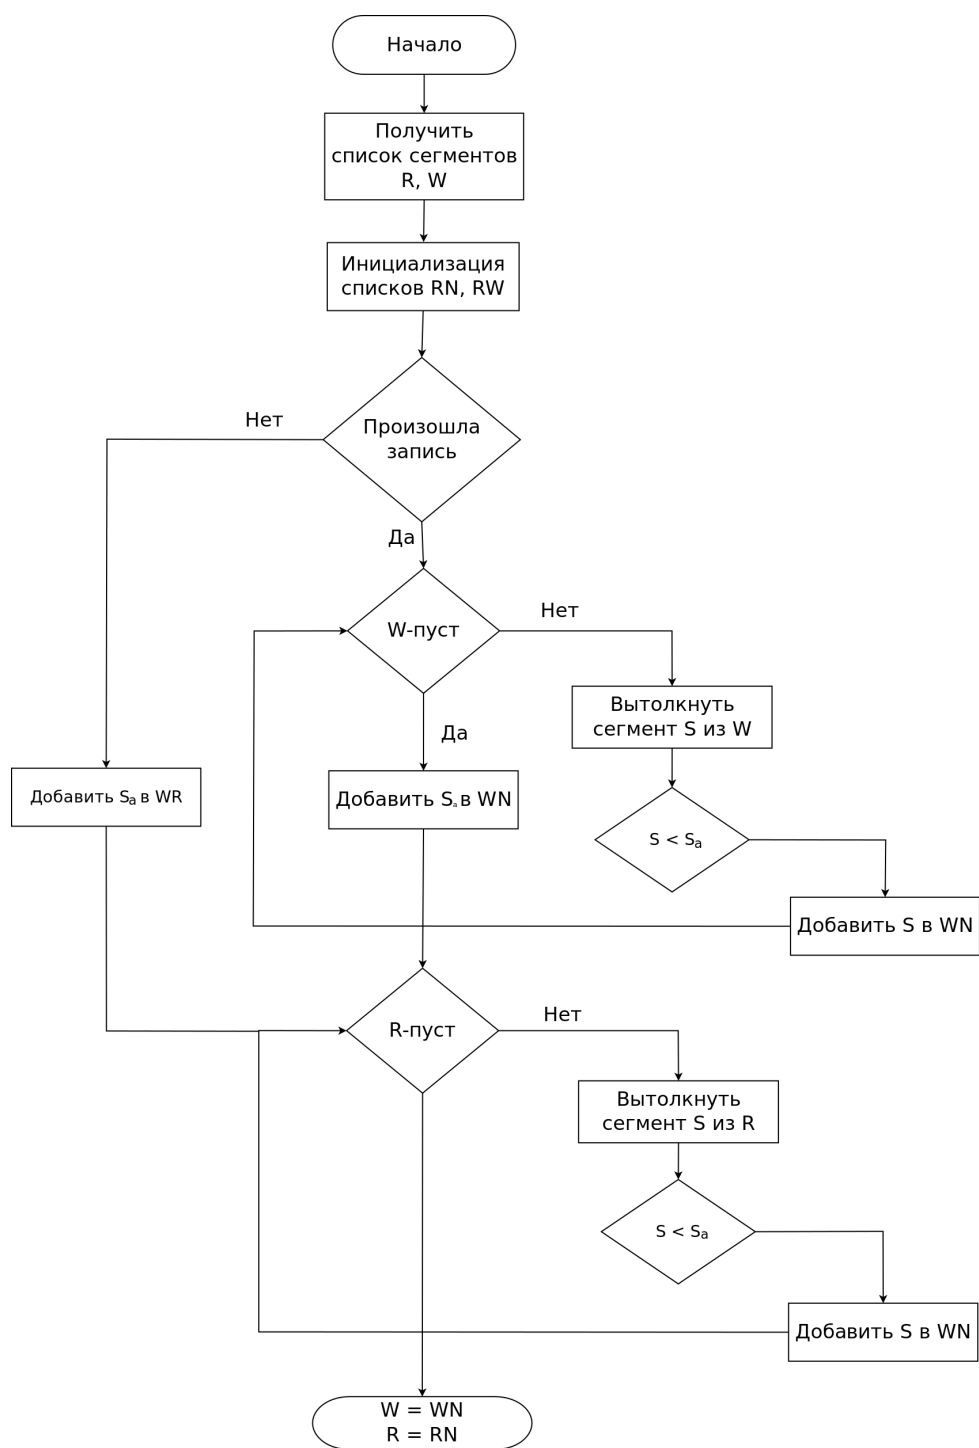 Начало
Получить
список сегментов
R, W
Инициализация
списков RN, RW
Произошла
запись
Нет
Да
W-пуст
Нет
Вытолкнуть
сегмент S из W
Да
Добавить Sa в WR
Добавить Sa в WN
S < Sa
Добавить S в WN
R-пуст
Нет
Вытолкнуть
сегмент S из R
S < Sa
Добавить S в WN
W = WN
R = RN